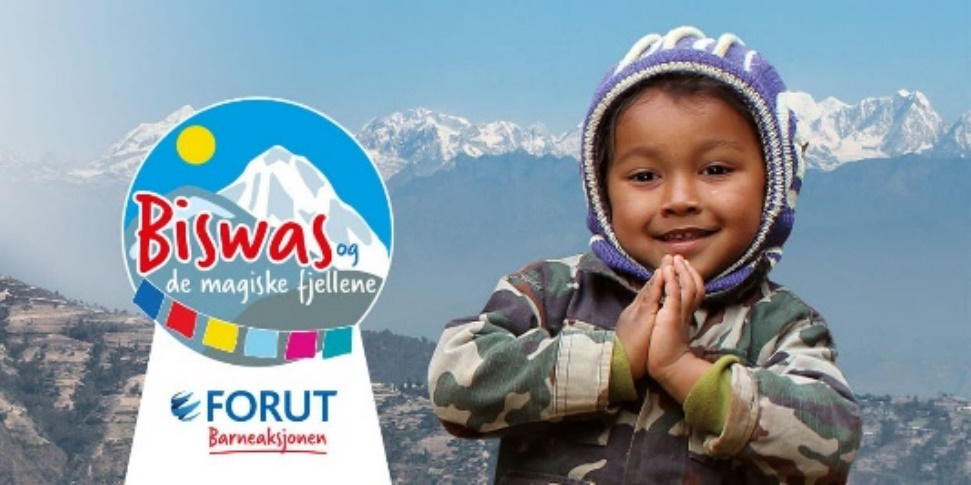 Biswas og
de magiske fjellene
FORUT
Barneaksjonen